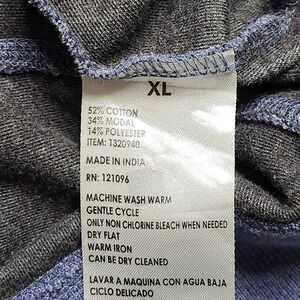 XL
52% COTTON
34% MODAL
14% POLYESTER
ITEM: 1320940
MADE IN INDIA
RN: 121096
MACHINE WASH WARM
GENTLE CYCLE
ONLY NON CHLORINE BLEACH WHEN NEEDED
DRY FLAT
WARM IRON
CAN BE DRY CLEANED
LAVAR A MAQUINA CON AGUA BAJA
CICLO DELICADO